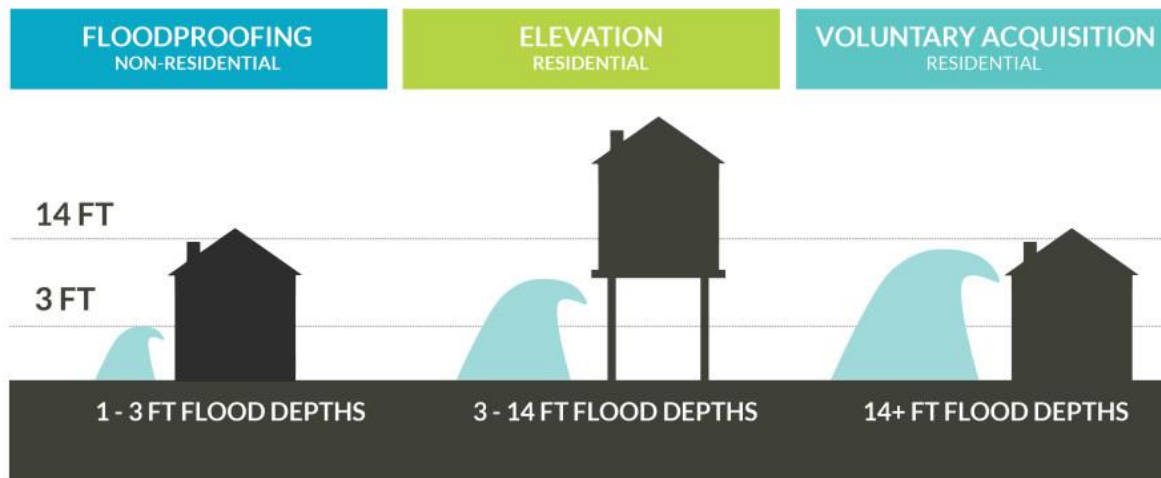 FLOODPROOFING
NON-RESIDENTIAL
ELEVATION
RESIDENTIAL
VOLUNTARY ACQUISITION
RESIDENTIAL
14 FT
3 FT
1 - 3 FT FLOOD DEPTHS
3 - 14 FT FLOOD DEPTHS
14+ FT FLOOD DEPTHS